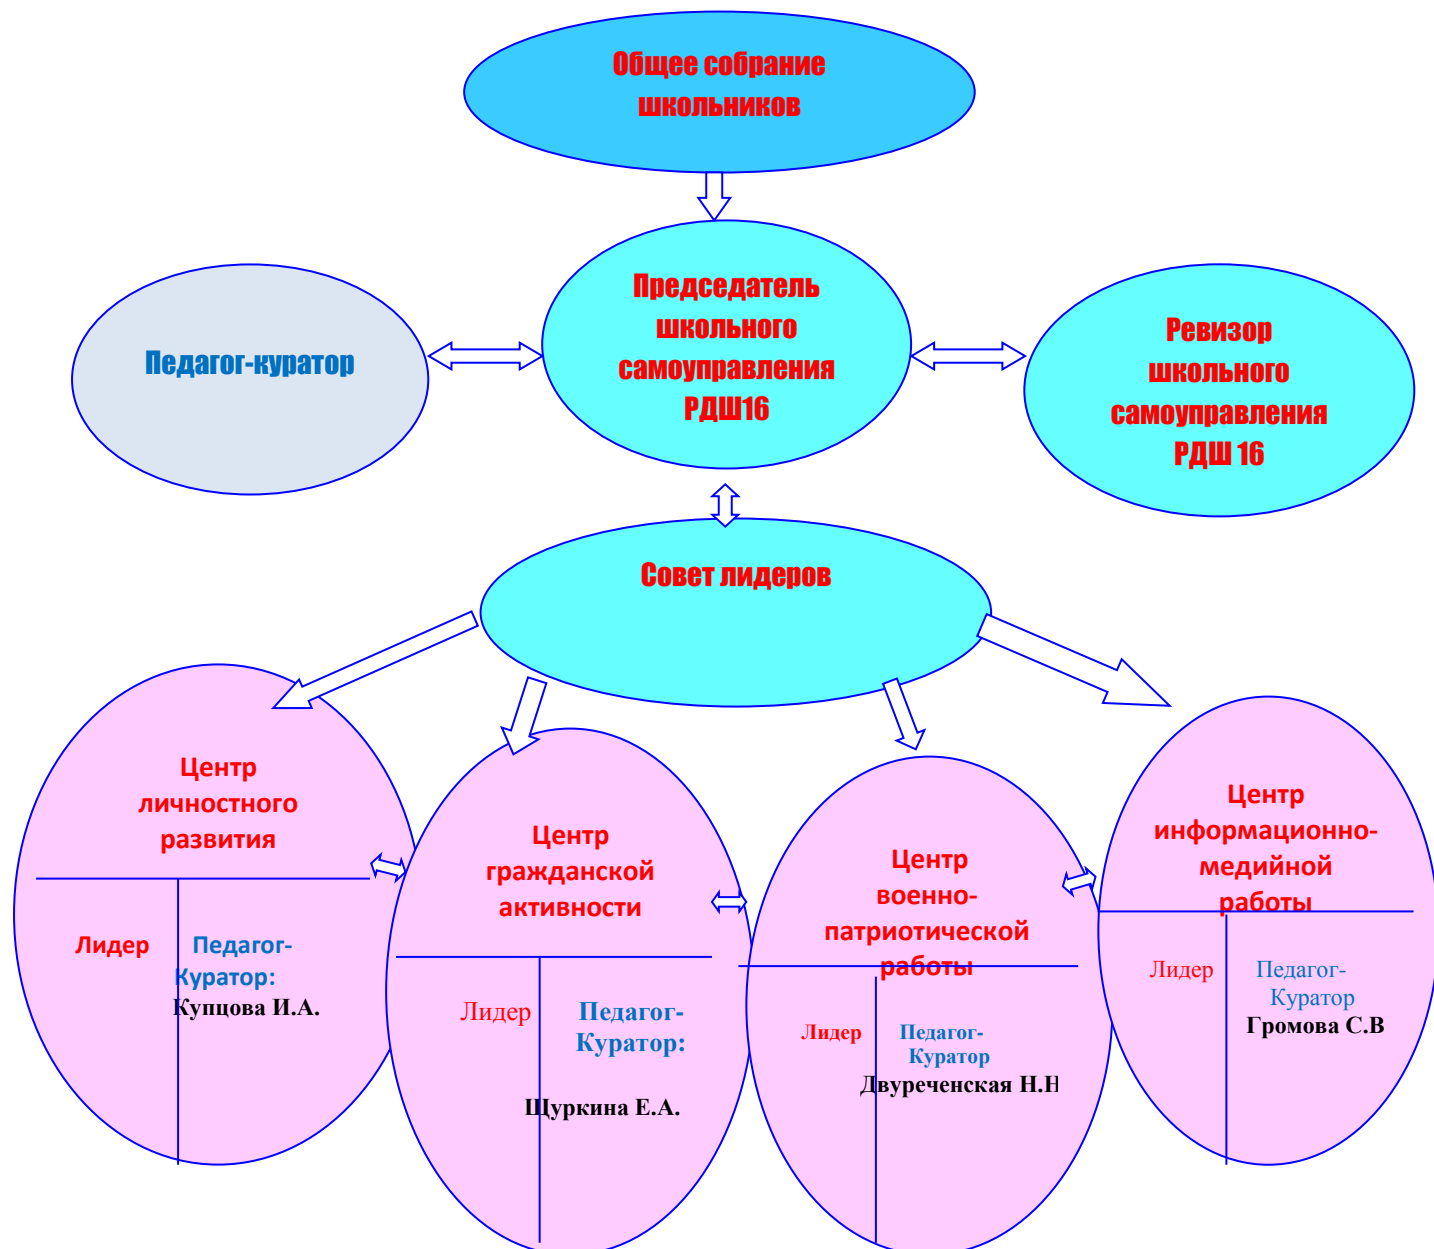 Общее собрание
школьников
Педагог-куратор
Председатель
школьного
самоуправления
РДШ16
Ревизор
школьного
самоуправления
РДШ 16
Совет лидеров
Центр
личностного
развития
Лидер
Педагог-
Куратор:
Купцова И.А.
Центр
гражданской
активности
Лидер
Педагог-
Куратор:
Щуркина Е.А.
Центр
военно-
патриотической
работы
Лидер
Педагог-
Куратор
Двуреченская Н.Н
Центр
информационно-
медийной
работы
Лидер
Педагог-
Куратор
Громова С.В